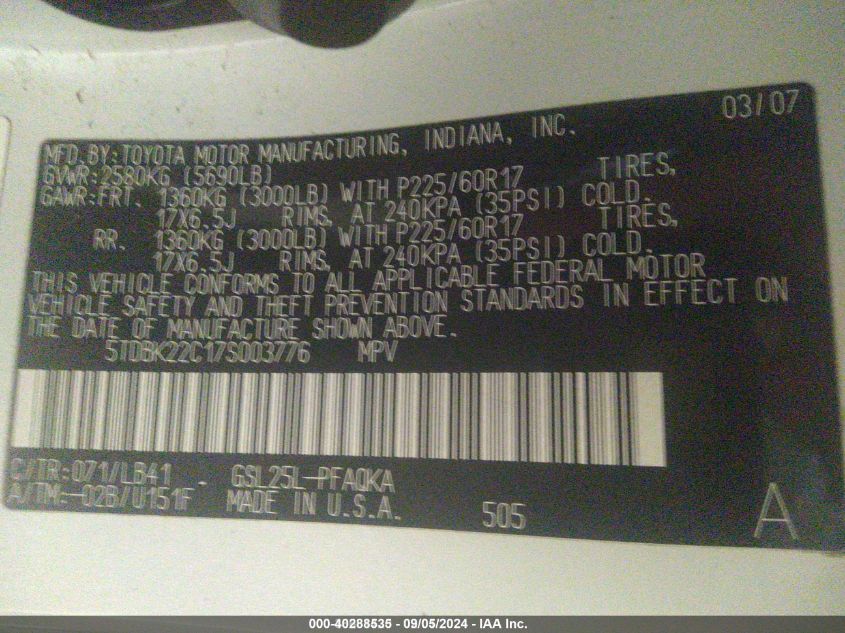 03/07
MFD.BY:TOYOTA MOTOR MANUFACTURING, INDIANA, INC.
GVWR:2580KG (5690LB)
GAWR:FRT. 1360KG (3000LB) WITH P225/60R17 TIRES,
17X6.5J RIMS, AT 240KPA (35PSI) COLD.
RR. 1360KG (3000LB) WITH P225/60R17 TIRES,
17X6.5J RIMS, AT 240KPA (35PSI) COLD.
THIS VEHICLE CONFORMS TO ALL APPLICABLE FEDERAL MOTOR
VEHICLE SAFETY AND THEFT PREVENTION STANDARDS IN EFFECT ON
THE DATE OF MANUFACTURE SHOWN ABOVE.
5TDBK22C17S003776 MPV
C/TR:071/LB41 GSL25L-PFAQKA
A/TM:-02B/U151F MADE IN U.S.A. 505 A
000-40288535 - 09/05/2024 - IAA Inc.